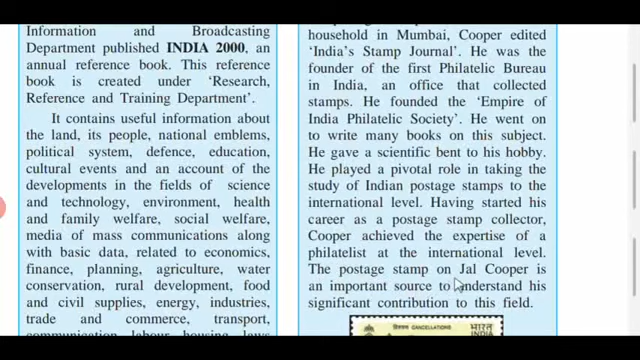 Information and Broadcasting
Department published INDIA 2000, an
annual reference book. This reference
book is created under ‘Research,
Reference and Training Department’.
It contains useful information about
the land, its people, national emblems,
political system, defence, education,
cultural events and an account of the
developments in the fields of science
and technology, environment, health
and family welfare, social welfare,
media of mass communications along
with basic data, related to economics,
finance, planning, agriculture, water
conservation, rural development, food
and civil supplies, energy, industries,
trade and commerce, transport,
communication labour housing laws
household in Mumbai, Cooper edited
‘India’s Stamp Journal’. He was the
founder of the first Philatelic Bureau
in India, an office that collected
stamps. He founded the ‘Empire of
India Philatelic Society’. He went on
to write many books on this subject.
He gave a scientific bent to his hobby.
He played a pivotal role in taking the
study of Indian postage stamps to the
international level. Having started his
career as a postage stamp collector,
Cooper achieved the expertise of a
philatelist at the international level.
The postage stamp on Jal Cooper is
an important source to understand his
significant contribution to this field.
CANCELLATIONS
भारत
INDIA